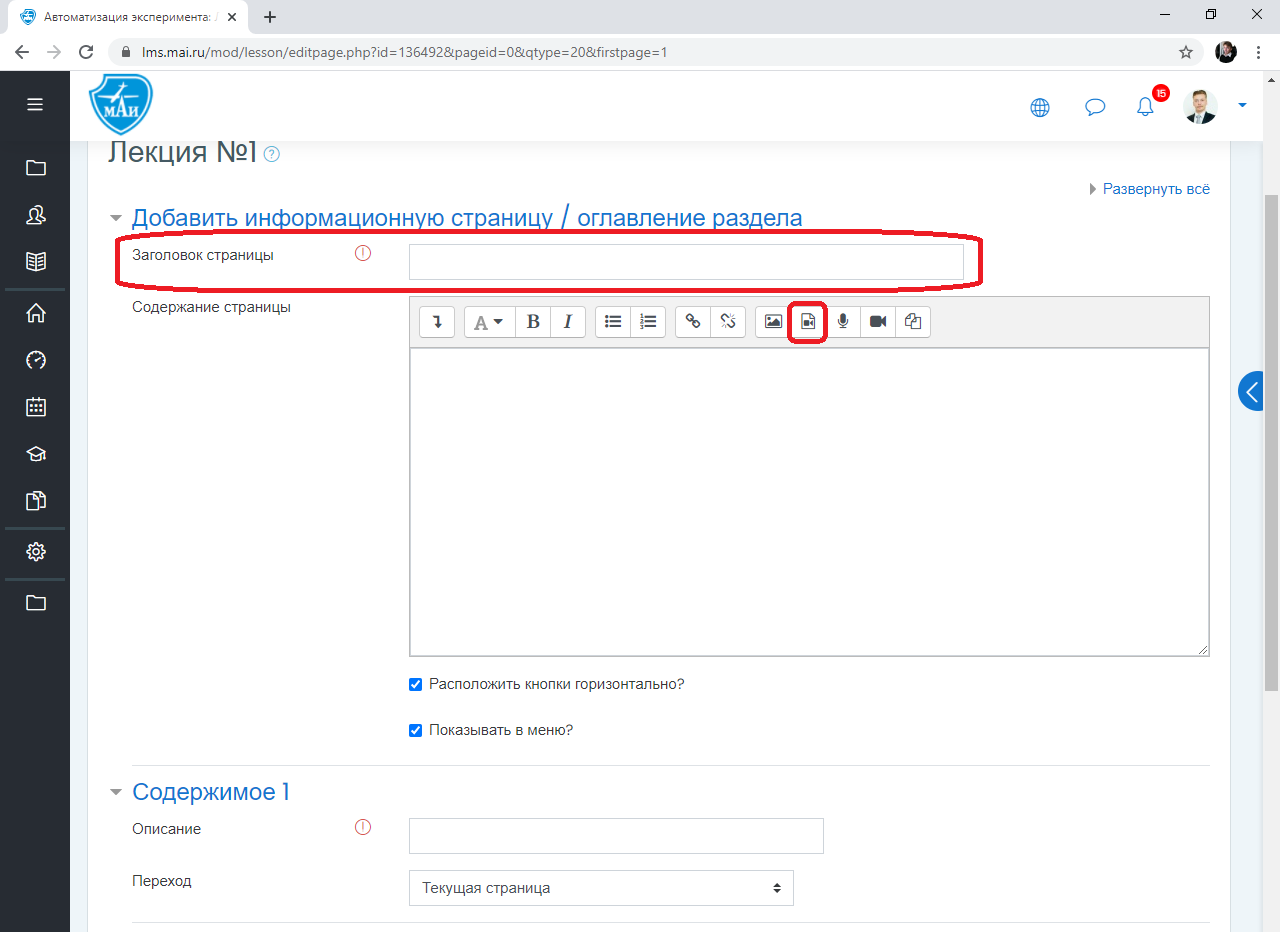 Автоматизация эксперимента:
lms.mai.ru/mod/lesson/editpage.php?id=136492&pageid=0&qtype=20&firstpage=1
МАИ
15
Лекция №1
Развернуть всё
Добавить информационную страницу / оглавление раздела
Заголовок страницы
Содержание страницы
A B I
Расположить кнопки горизонтально?
Показывать в меню?
Содержимое 1
Описание
Переход
Текущая страница